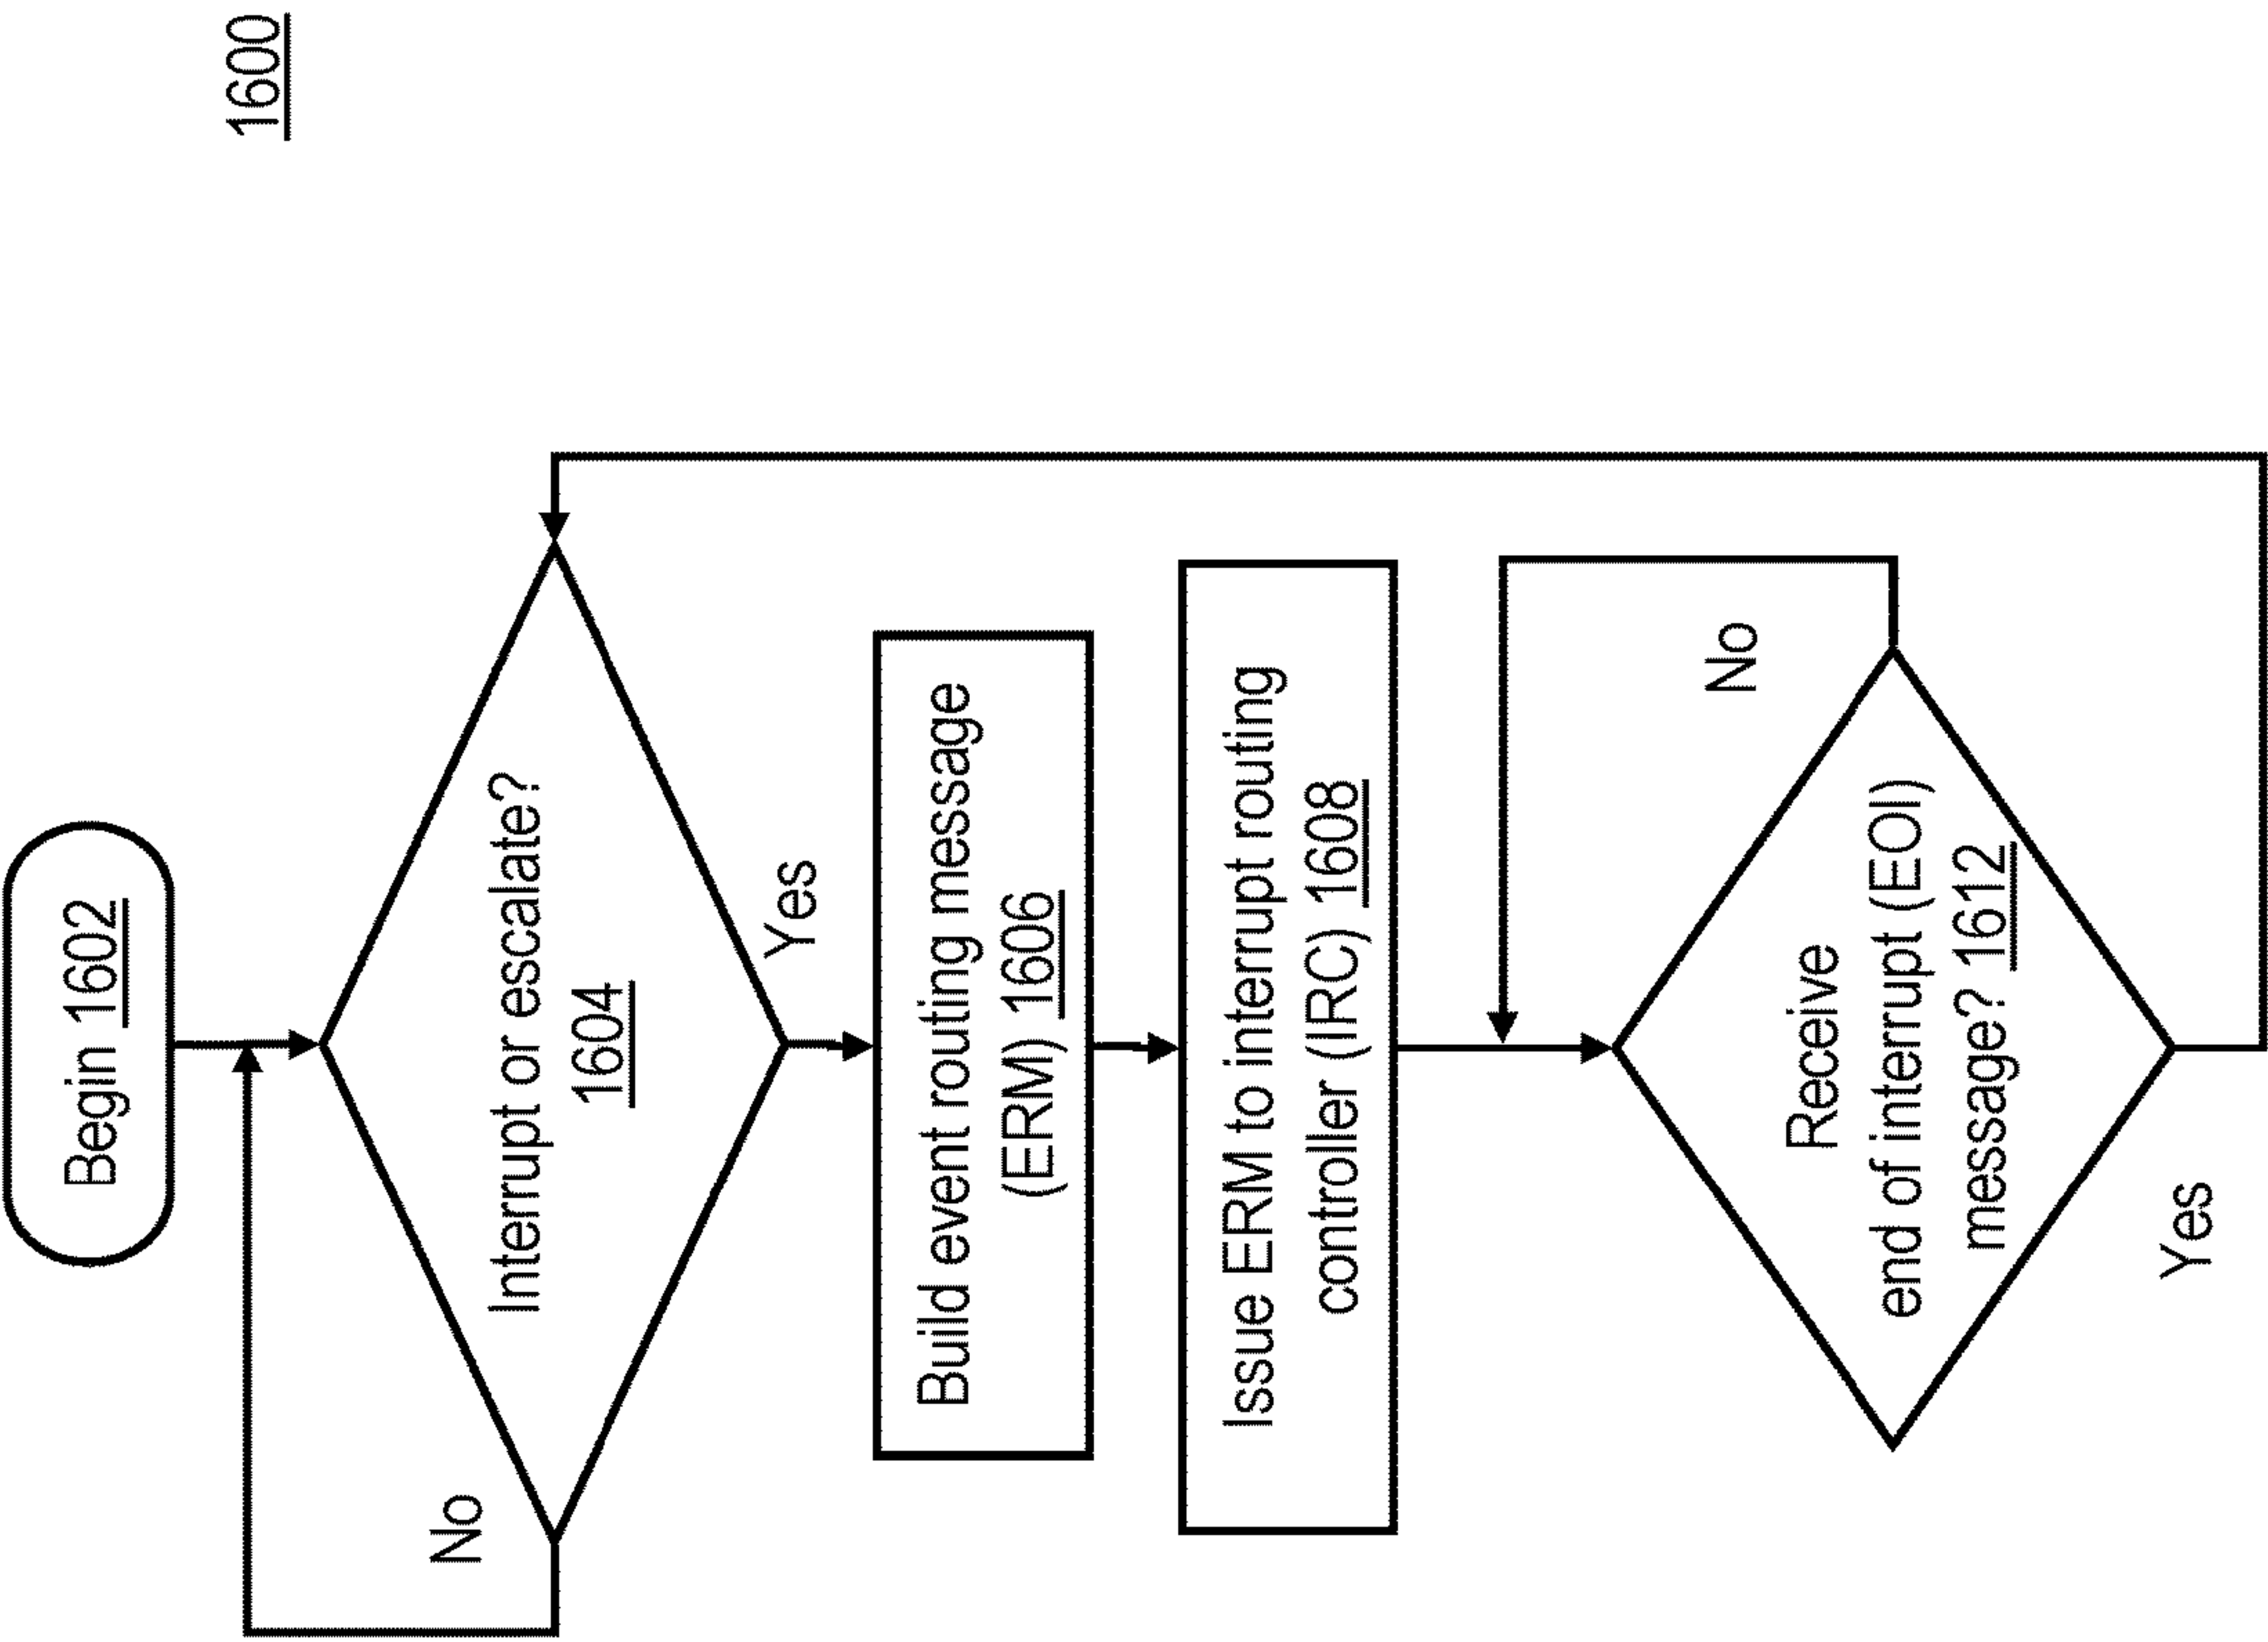 1600
Begin 1602
Interrupt or escalate?
1604
No
Yes
Build event routing message
(ERM) 1606
Issue ERM to interrupt routing
controller (IRC) 1608
No
Receive
end of interrupt (EOI)
message? 1612
Yes